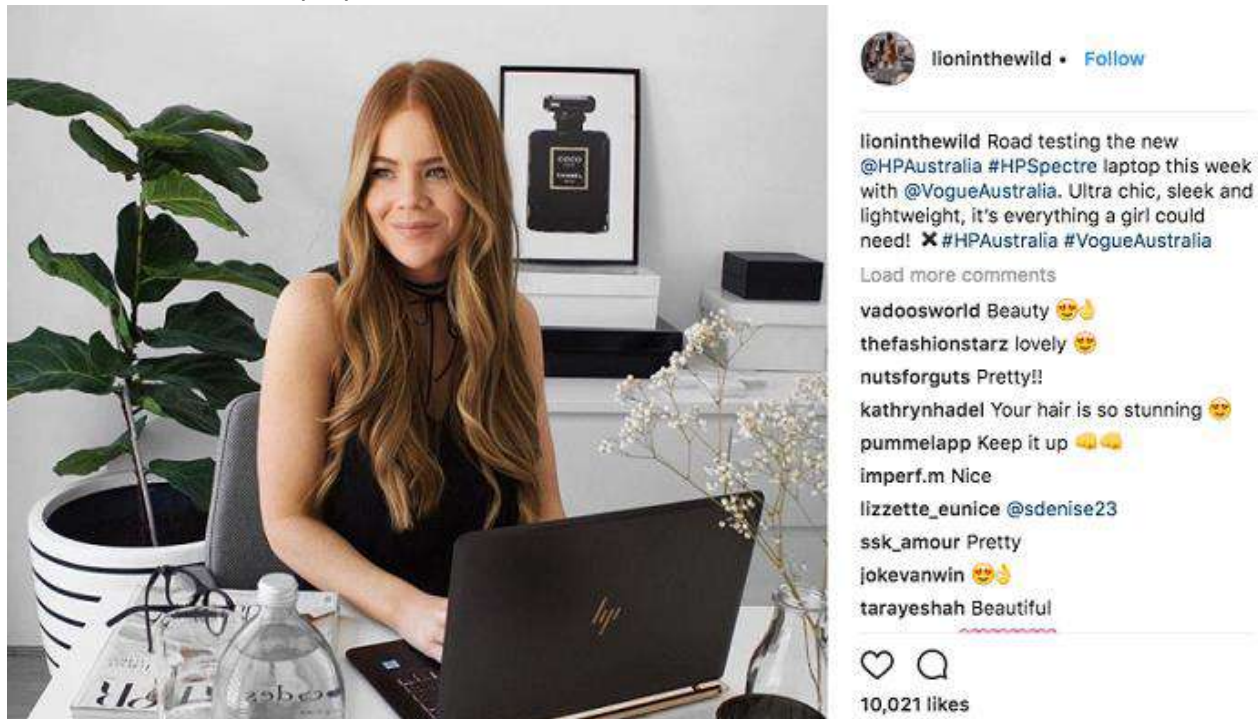 COCO
CHANEL
hp
lioninthewild • Follow
lioninthewild Road testing the new
@HPAustralia #HPSpectre laptop this week
with @VogueAustralia. Ultra chic, sleek and
lightweight, it's everything a girl could
need! ✖️#HPAustralia #VogueAustralia
Load more comments
vadoosworld Beauty 😍👌
thefashionstarz lovely 😍
nutsforguts Pretty!!
kathrynhadel Your hair is so stunning 😍
pummelapp Keep it up 👊👊
imperf.m Nice
lizzette_eunice @sdenise23
ssk_amour Pretty
jokevanwin 😍👌
tarayeshah Beautiful
10,021 likes